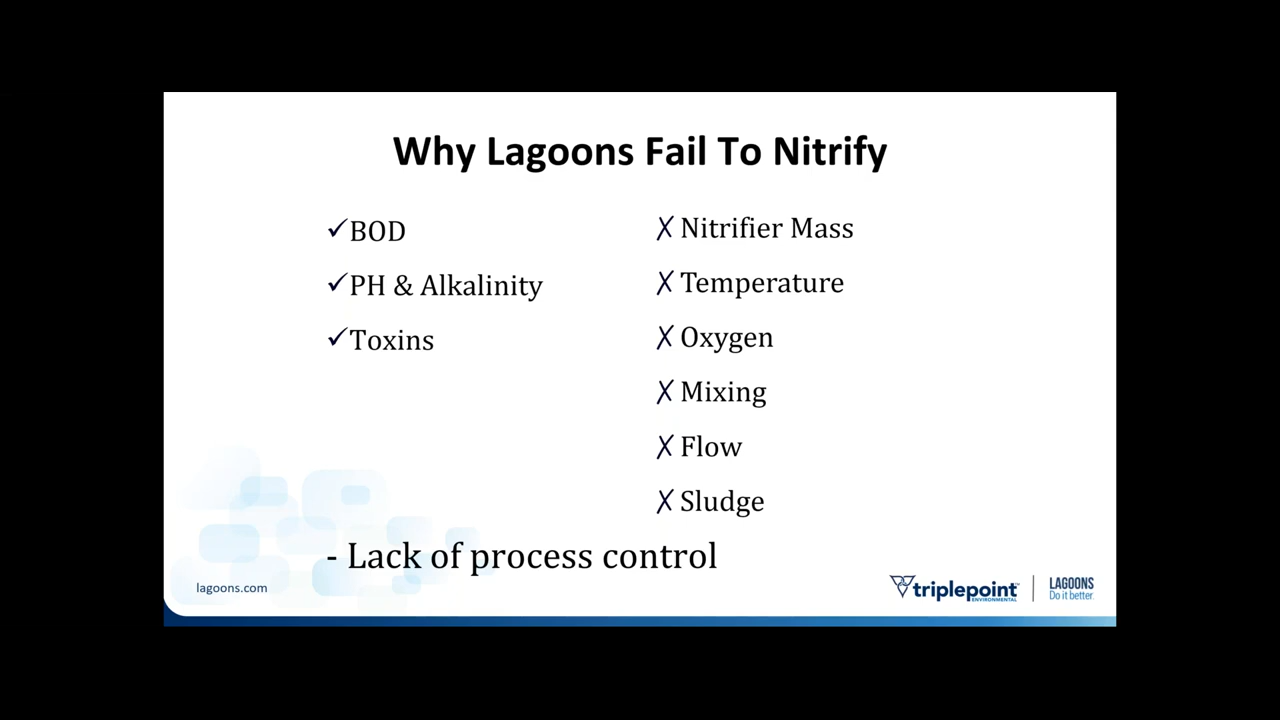 Why Lagoons Fail To Nitrify
✓BOD
✓PH & Alkalinity
✓Toxins
✗ Nitrifier Mass
✗ Temperature
✗ Oxygen
✗ Mixing
✗ Flow
✗ Sludge
- Lack of process control
lagoons.com
triplepoint™
ENVIRONMENTAL
LAGOONS
Do it better.